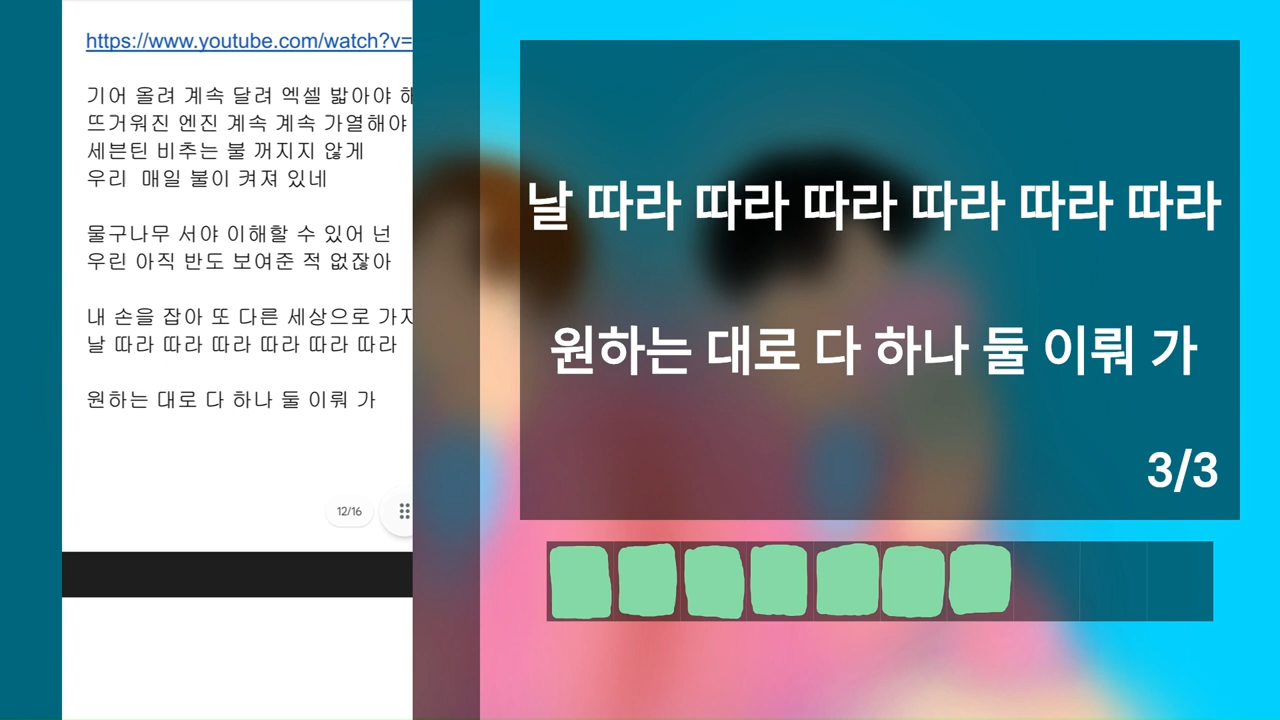 https://www.youtube.com/watch?v=
기어 올려 계속 달려 엑셀 밟아야 해
뜨거워진 엔진 계속 계속 가열해야
세븐틴 비추는 불 꺼지지 않게
우리 매일 불이 켜져 있네
물구나무 서야 이해할 수 있어 넌
우린 아직 반도 보여준 적 없잖아
내 손을 잡아 또 다른 세상으로
날 따라 따라 따라 따라 따라 따라
원하는 대로 다 하나 둘 이뤄 가
12/16
날 따라 따라 따라 따라 따라 따라
원하는 대로 다 하나 둘 이뤄 가
3/3